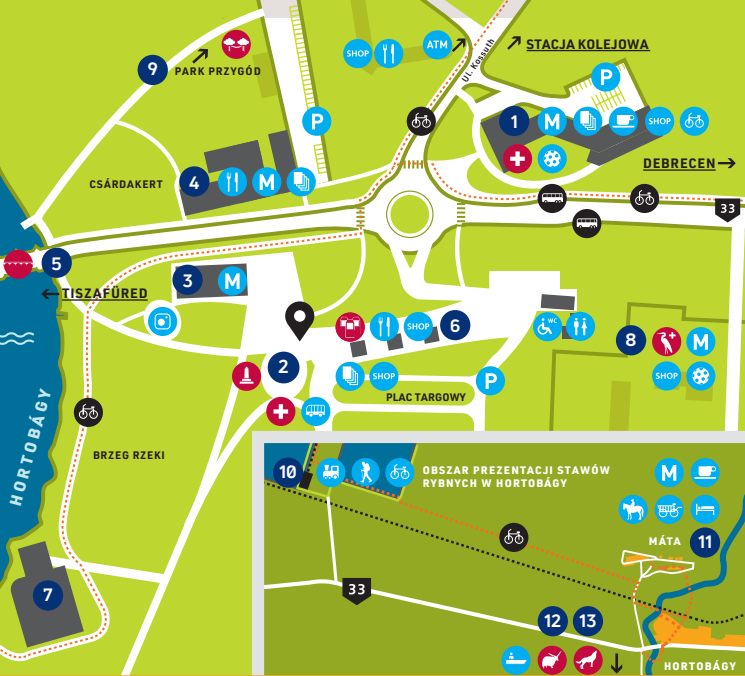 9
PARK PRZYGÓD
SHOP
ATM
Ul. Kossuth
STACJA KOLEJOWA
P
P
1
M
SHOP
DEBRECEN
33
CSÁRDAKERT
4
M
5
TISZAFÜRED
3
M
2
SHOP
6
WC
8
M
SHOP
SHOP
PLAC TARGOWY
P
HORTOBÁGY
BRZEG RZEKI
7
10
OBSZAR PREZENTACJI STAWÓW
RYBNYCH W HORTOBÁGY
M
MÁTA
11
33
12
13
HORTOBÁGY